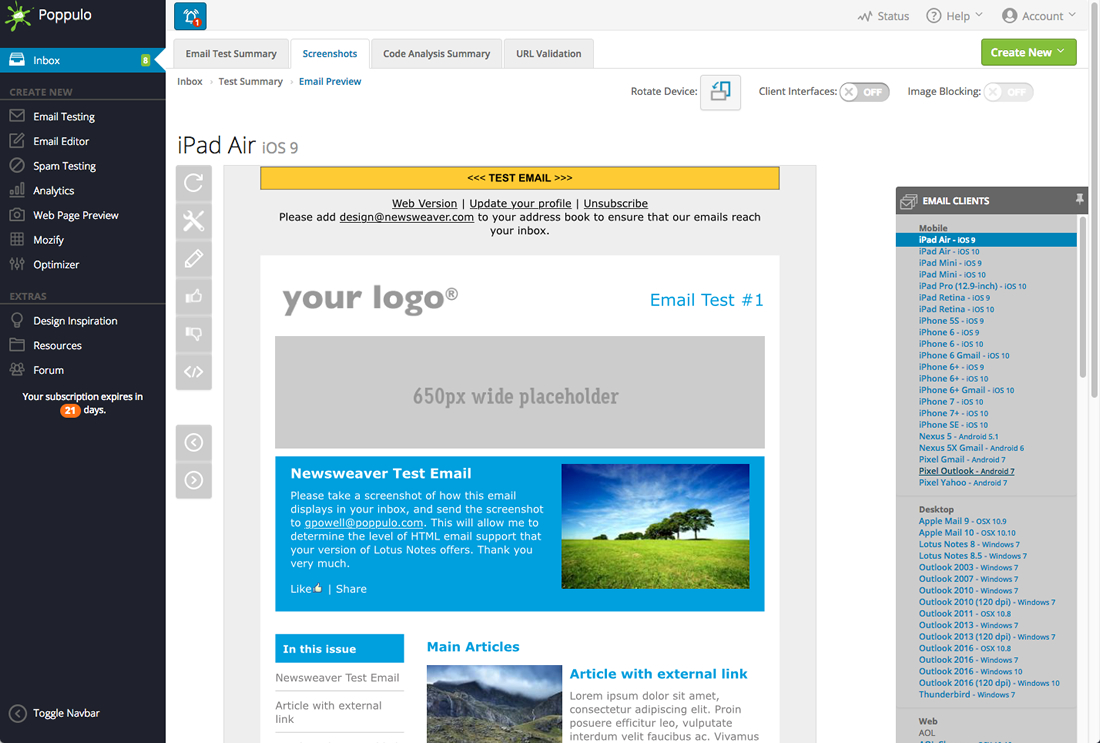 Poppulo
1
Status
Help
Account
Inbox
8
CREATE NEW
Email Testing
Email Editor
Spam Testing
Analytics
Web Page Preview
Mozify
Optimizer
EXTRAS
Design Inspiration
Resources
Forum
Your subscription expires in
21 days.
Toggle Navbar
Email Test Summary
Screenshots
Code Analysis Summary
URL Validation
Create New
Inbox
Test Summary
Email Preview
Rotate Device:
Client Interfaces:
OFF
Image Blocking:
OFF
iPad Air iOS 9
<<< TEST EMAIL >>>
Web Version | Update your profile | Unsubscribe
Please add design@newsweaver.com to your address book to ensure that our emails reach
your inbox.
your logo®
Email Test #1
650px wide placeholder
Newsweaver Test Email
Please take a screenshot of how this email
displays in your inbox, and send the screenshot
to gpowell@poppulo.com. This will allow me to
determine the level of HTML email support that
your version of Lotus Notes offers. Thank you
very much.
Like | Share
In this issue
Newsweaver Test Email
Article with external
link
Main Articles
Article with external link
Lorem ipsum dolor sit amet,
consectetur adipiscing elit. Proin
posuere efficitur leo, vulputate
interdum velit faucibus ac. Vivamus
EMAIL CLIENTS
Mobile
iPad Air - iOS 9
iPad Air - iOS 10
iPad Mini - iOS 9
iPad Mini - iOS 10
iPad Pro (12.9-inch) - iOS 10
iPad Retina - iOS 9
iPad Retina - iOS 10
iPhone 5S - iOS 9
iPhone 6 - iOS 9
iPhone 6 - iOS 10
iPhone 6 Gmail - iOS 10
iPhone 6+ - iOS 9
iPhone 6+ - iOS 10
iPhone 6+ Gmail - iOS 10
iPhone 7 - iOS 10
iPhone 7+ - iOS 10
iPhone SE - iOS 10
Nexus 5 - Android 5.1
Nexus 5X Gmail - Android 6
Pixel Gmail - Android 7
Pixel Outlook - Android 7
Pixel Yahoo - Android 7
Desktop
Apple Mail 9 - OSX 10.9
Apple Mail 10 - OSX 10.10
Lotus Notes 8 - Windows 7
Lotus Notes 8.5 - Windows 7
Outlook 2003 - Windows 7
Outlook 2007 - Windows 7
Outlook 2010 - Windows 7
Outlook 2010 (120 dpi) - Windows 7
Outlook 2011 - OSX 10.8
Outlook 2013 - Windows 7
Outlook 2013 (120 dpi) - Windows 7
Outlook 2016 - OSX 10.8
Outlook 2016 - Windows 7
Outlook 2016 - Windows 10
Outlook 2016 (120 dpi) - Windows 10
Thunderbird - Windows 7
Web
AOL